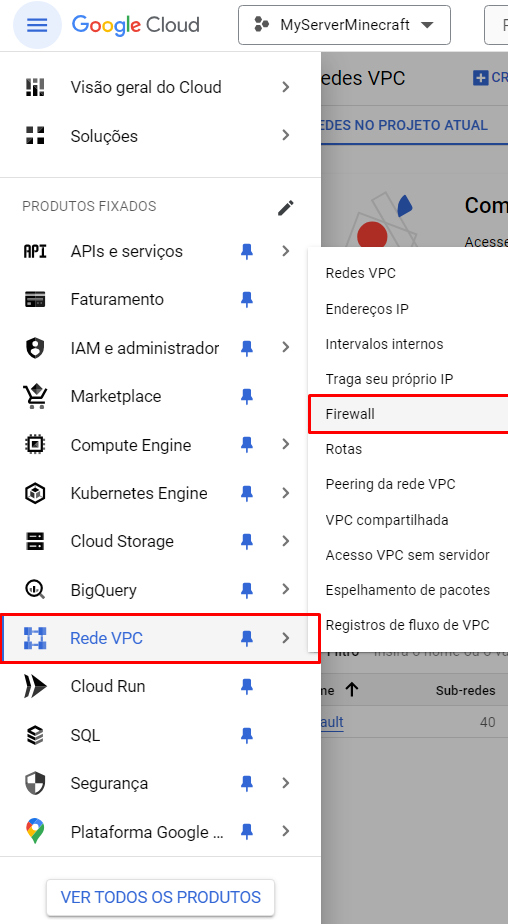 Google Cloud
MyServerMinecraft
Visão geral do Cloud
Soluções
edes VPC
CR
EDES NO PROJETO ATUAL
PRODUTOS FIXADOS
Com
Acesse
API
APIs e serviços
Faturamento
IAM e administrador
Marketplace
Compute Engine
Kubernetes Engine
Cloud Storage
BigQuery
Rede VPC
Cloud Run
SQL
Segurança
Plataforma Google ...
VER TODOS OS PRODUTOS
Redes VPC
Endereços IP
Intervalos internos
Traga seu próprio IP
Firewall
Rotas
Peering da rede VPC
VPC compartilhada
Acesso VPC sem servidor
Espelhamento de pacotes
Registros de fluxo de VPC
Filtro Insira o nome ou o va
me
Sub-redes
ault
40